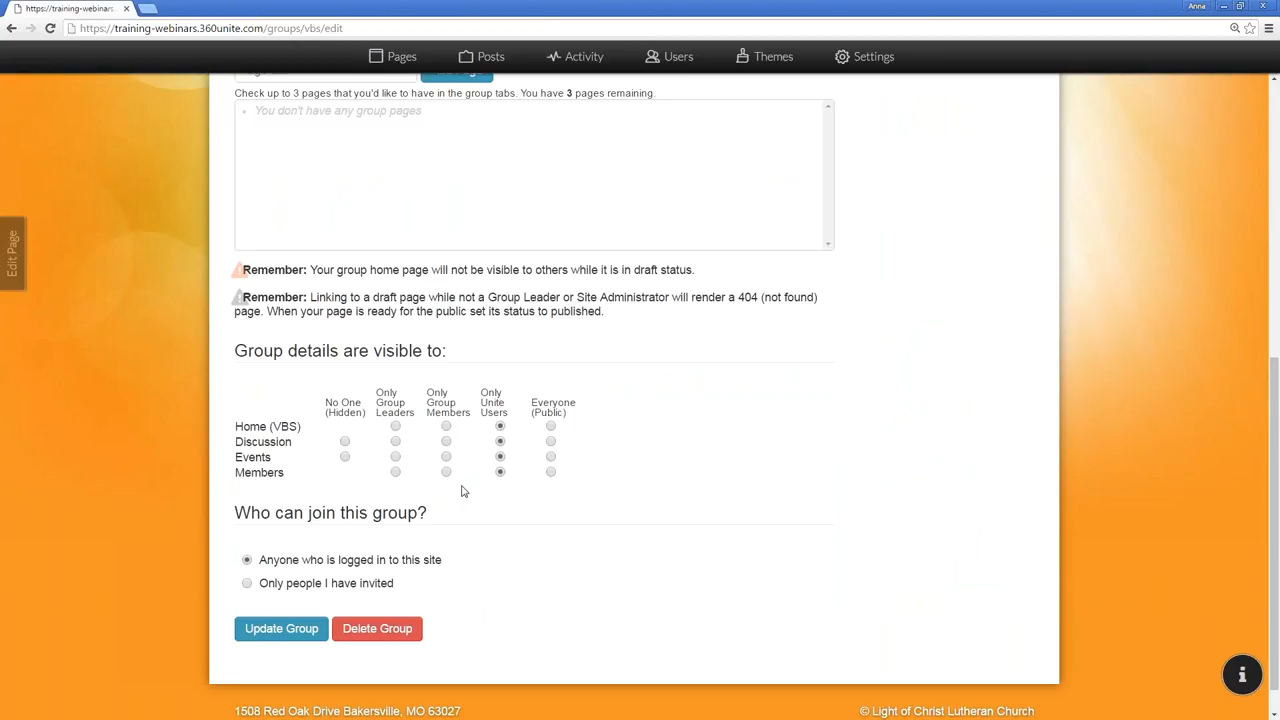 https://training-webinars
Anna
https://training-webinars.360unite.com/groups/vbs/edit
Pages Posts Activity Users Themes Settings
Check up to 3 pages that you'd like to have in the group tabs. You have 3 pages remaining.
You don't have any group pages
Edit Page
Remember: Your group home page will not be visible to others while it is in draft status.
Remember: Linking to a draft page while not a Group Leader or Site Administrator will render a 404 (not found)
page. When your page is ready for the public set its status to published.
Group details are visible to:
No One (Hidden) Only Group Leaders Only Group Members Only Unite Users Everyone (Public)
Home (VBS)
Discussion
Events
Members
Who can join this group?
Anyone who is logged in to this site
Only people I have invited
Update Group Delete Group
1508 Red Oak Drive Bakersville, MO 63027 © Light of Christ Lutheran Church